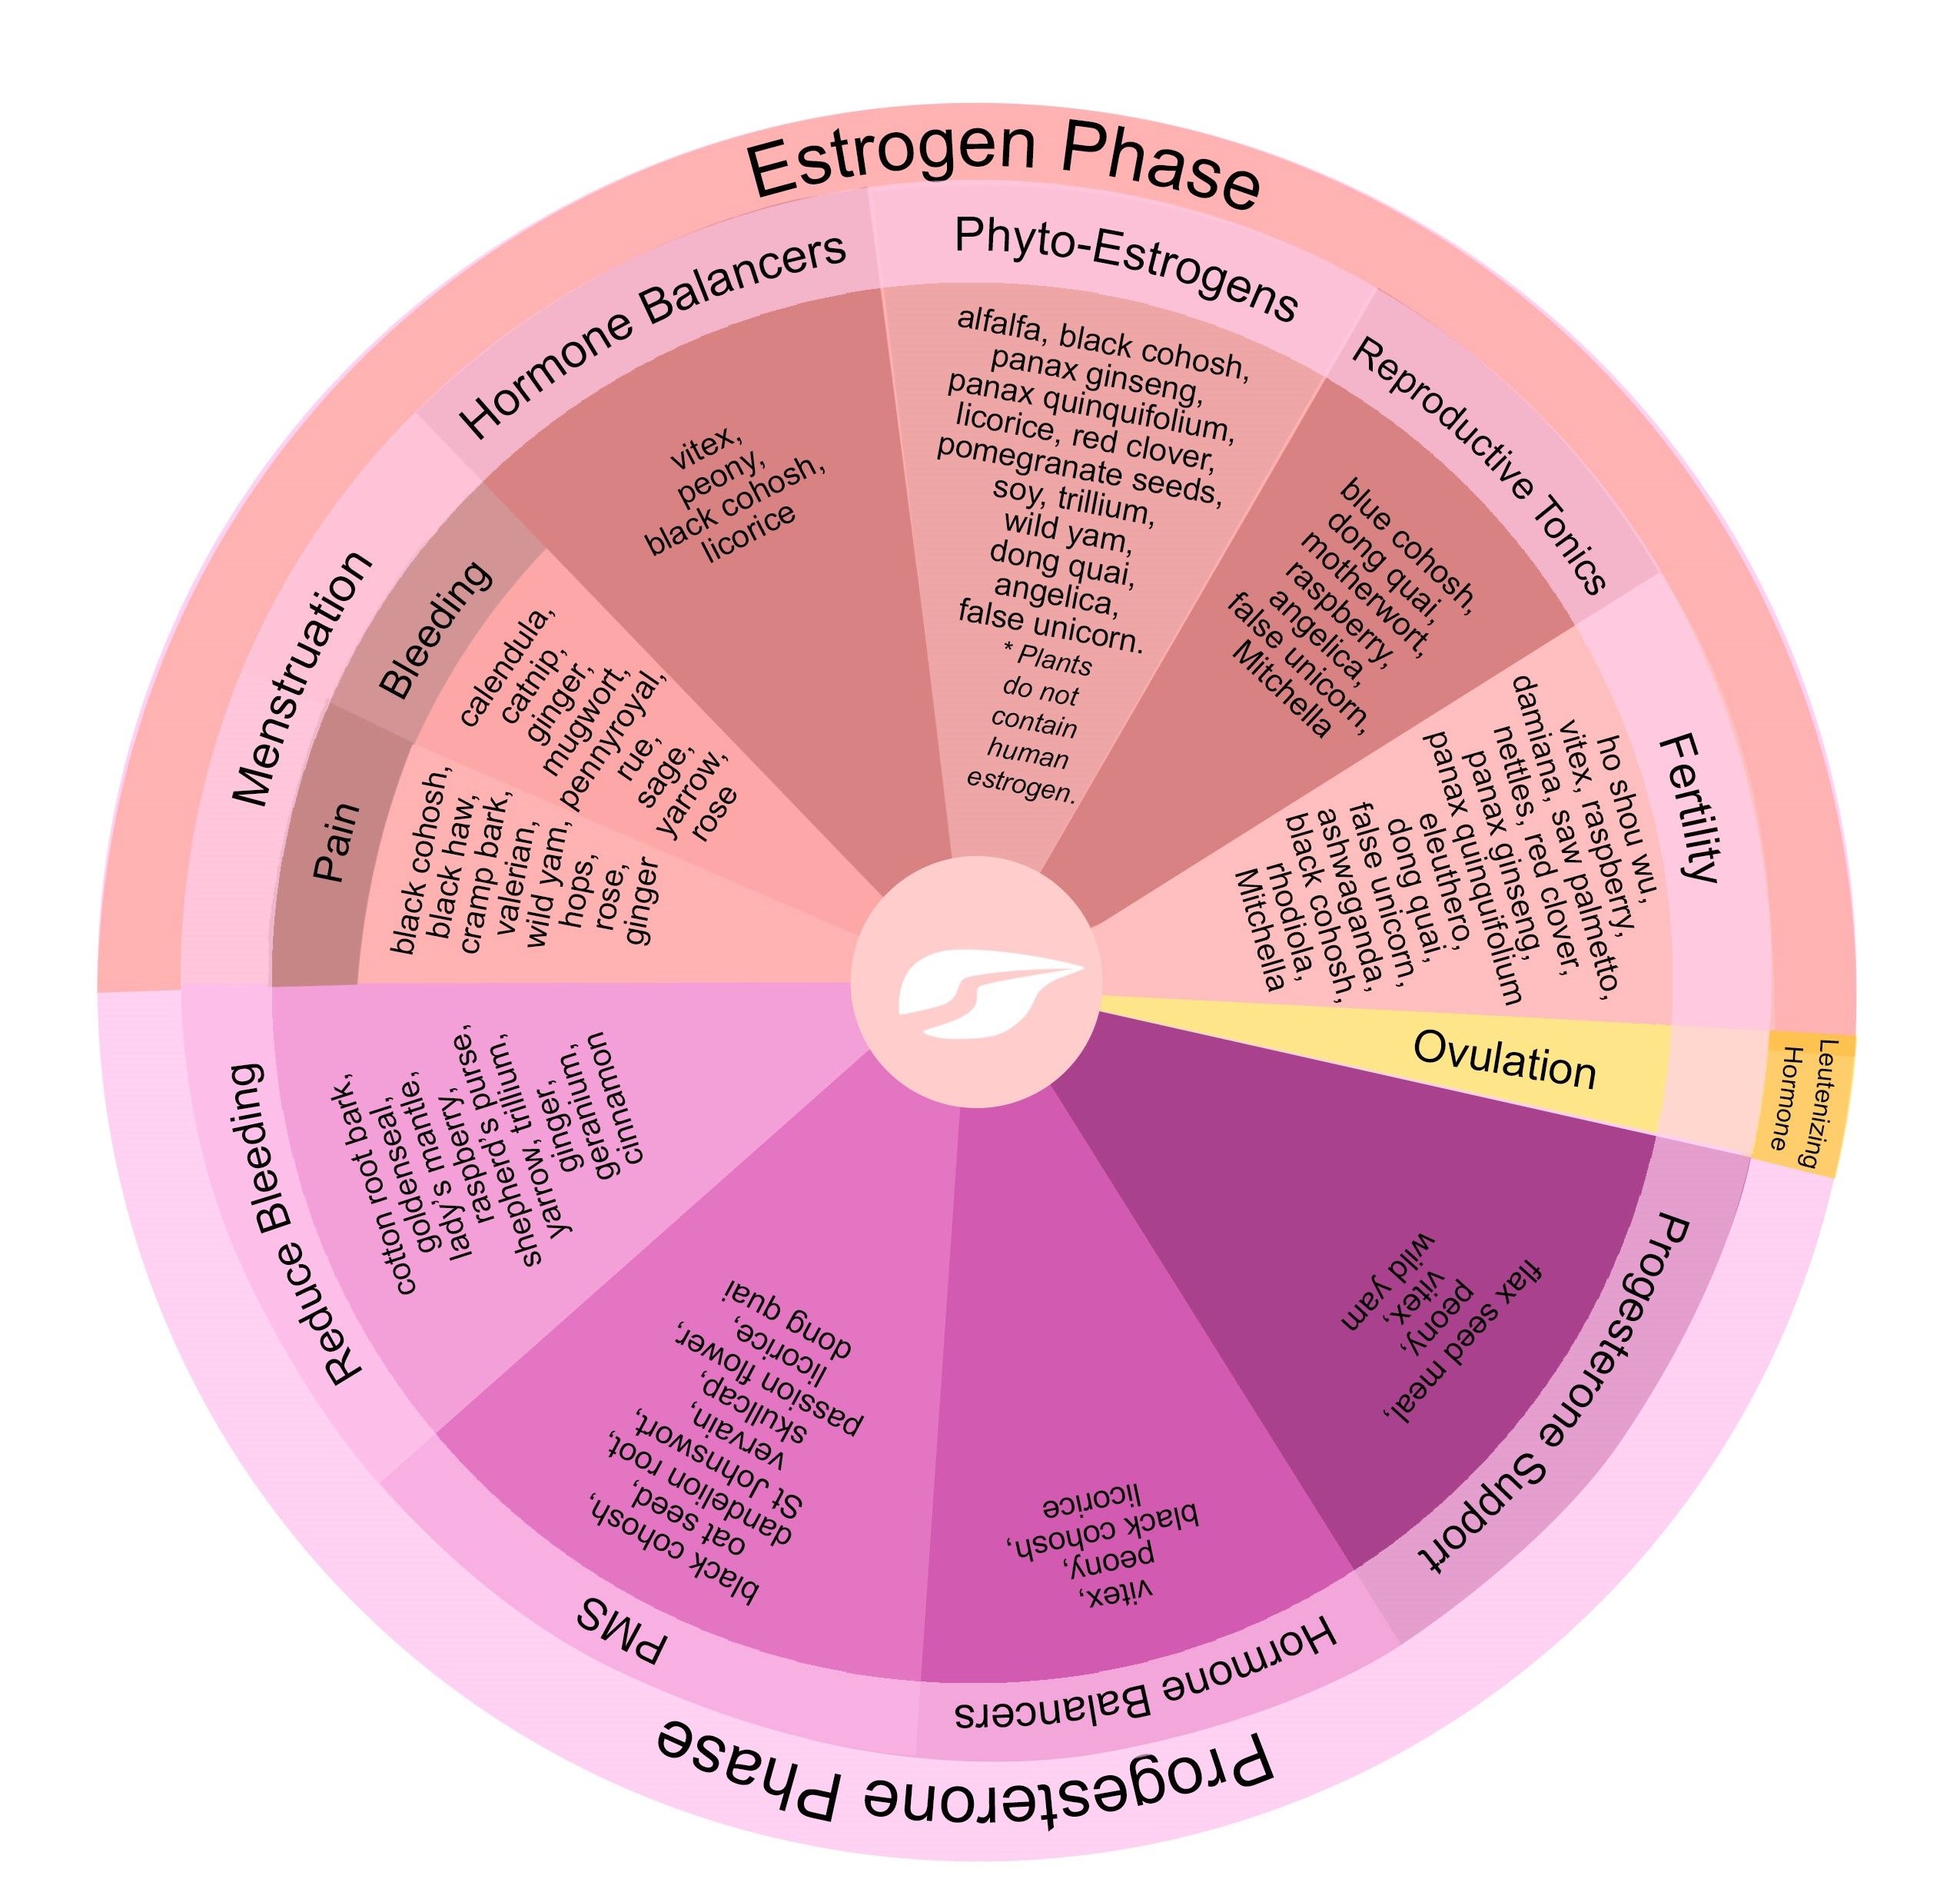 Estrogen Phase
Menstruation
Pain
black cohosh,
black haw,
cramp bark,
valerian,
wild yam,
hops,
rose,
ginger
Bleeding
calendula,
catnip,
ginger,
mugwort,
pennyroyal,
rue,
sage,
yarrow,
rose
Hormone Balancers
vitex,
peony,
black cohosh,
licorice
Phyto-Estrogens
alfalfa, black cohosh,
panax ginseng,
panax quinquifolium,
licorice, red clover,
pomegranate seeds,
soy, trillium,
wild yam,
dong quai,
angelica,
false unicorn.
* Plants
do not
contain
human
estrogen.
Reproductive Tonics
blue cohosh,
dong quai,
motherwort,
raspberry,
angelica,
false unicorn,
Mitchella
Fertility
ho shou wu,
vitex, raspberry,
damiana, saw palmetto,
nettles, red clover,
panax ginseng,
panax quinquifolium
eleuthero,
dong quai,
false unicorn,
ashwaganda,
black cohosh,
rhodiola,
Mitchella
Leutenizing
Hormone
Ovulation
Progesterone Phase
Progesterone Support
flax seed meal,
peony,
vitex,
wild yam
Hormone Balancers
vitex,
peony,
black cohosh,
licorice
PMS
black cohosh,
oat seed,
dandelion root,
St Johnswort,
vervain,
skullcap,
passion flower,
licorice,
dong quai
Reduce Bleeding
cotton root bark,
goldenseal,
lady's mantle,
raspberry,
shepherd's purse,
yarrow, trillium,
ginger,
geranium,
cinnamon